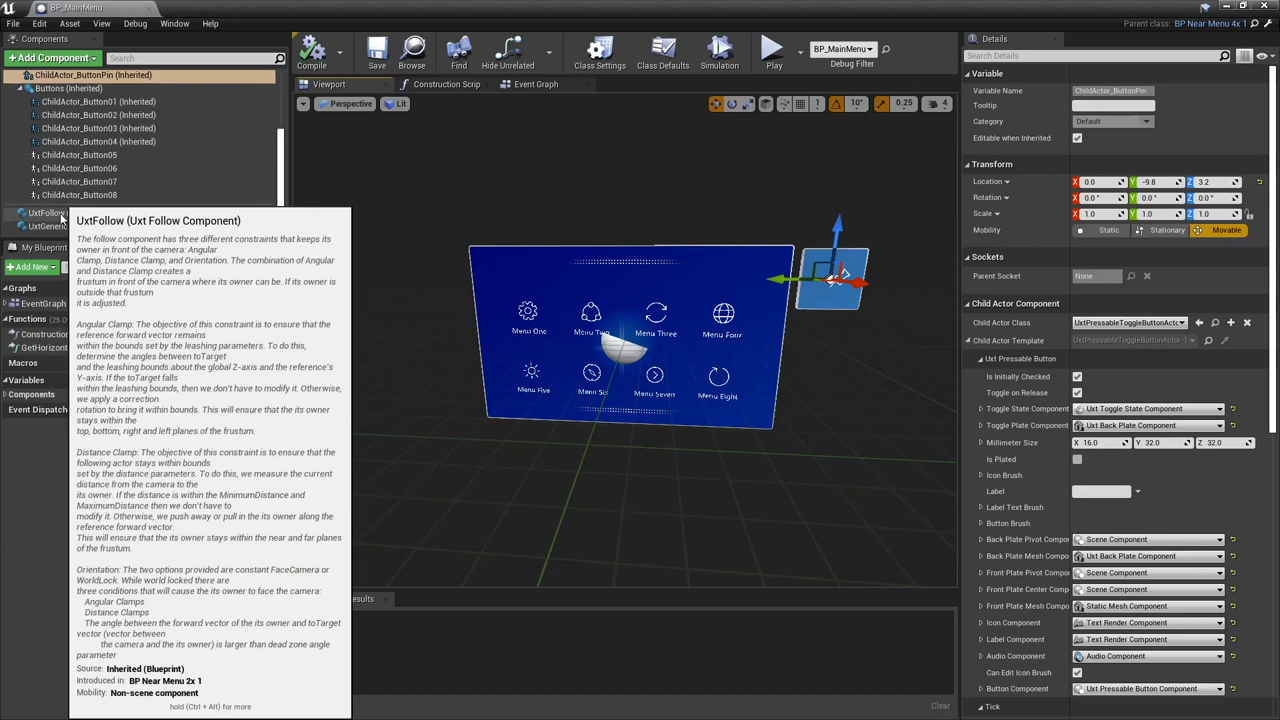 BP_MainMenu
File Edit Asset View Debug Window Help
Parent class: BP Near Menu 4x 1
Components
+ Add Component
Search
ChildActor_ButtonPin (Inherited)
Buttons (Inherited)
ChildActor_Button01 (Inherited)
ChildActor_Button02 (Inherited)
ChildActor_Button03 (Inherited)
ChildActor_Button04 (Inherited)
ChildActor_Button05
ChildActor_Button06
ChildActor_Button07
ChildActor_Button08
UxtFollow
UxtGeneric
My Blueprint
+ Add New
Graphs
EventGraph
Functions
Construction
GetHorizont
Macros
Variables
Components
Event Dispatch
UxtFollow (Uxt Follow Component)
The follow component has three different constraints that keeps its
owner in front of the camera: Angular
Clamp, Distance Clamp, and Orientation. The combination of Angular
and Distance Clamp creates a
frustum in front of the camera where its owner can be. If its owner is
outside that frustum
it is adjusted.
Angular Clamp: The objective of this constraint is to ensure that the
reference forward vector remains
within the bounds set by the leashing parameters. To do this,
determine the angles between toTarget
and the leashing bounds about the global Z-axis and the reference's
Y-axis. If the toTarget falls
within the leashing bounds, then we don't have to modify it. Otherwise,
we apply a correction
rotation to bring it within bounds. This will ensure that the its owner
stays within the
top, bottom, right and left planes of the frustum.
Distance Clamp: The objective of this constraint is to ensure that the
following actor stays within bounds
set by the distance parameters. To do this, we measure the current
distance from the camera to the
its owner. If the distance is within the MinimumDistance and
MaximumDistance then we don't have to
modify it. Otherwise, we push away or pull in the its owner along the
reference forward vector.
This will ensure that the its owner stays within the near and far planes
of the frustum.
Orientation: The two options provided are constant FaceCamera or
WorldLock. While world locked there are
three conditions that will cause the its owner to face the camera:
Angular Clamps
Distance Clamps
The angle between the forward vector of the its owner and toTarget
vector (vector between
the camera and the its owner) is larger than dead zone angle
parameter
Source: Inherited (Blueprint)
Introduced in: BP Near Menu 2x 1
Mobility: Non-scene component
hold (Ctrl + Alt) for more
Compile Save Browse Find Hide Unrelated Class Settings Class Defaults Simulation Play
BP_MainMenu
Debug Filter
Viewport Construction Scrip Event Graph
Perspective Lit
1 10° 0.25 4
Menu One Menu Two Menu Three Menu Four
Menu Five Menu Six Menu Seven Menu Eight
Clear
Details
Search Details
Variable
Variable Name ChildActor_ButtonPin
Tooltip
Category Default
Editable when Inherited
Transform
Location X 0.0 Y -9.8 Z 3.2
Rotation X 0.0 ° Y 0.0 ° Z 0.0 °
Scale X 1.0 Y 1.0 Z 1.0
Mobility Static Stationary Movable
Sockets
Parent Socket None
Child Actor Component
Child Actor Class UxtPressableToggleButtonActo
Child Actor Template UxtPressableToggleButtonActor-1
Uxt Pressable Button
Is Initially Checked
Toggle on Release
Toggle State Component Uxt Toggle State Component
Toggle Plate Component Uxt Back Plate Component
Millimeter Size X 16.0 Y 32.0 Z 32.0
Is Plated
Icon Brush
Label
Label Text Brush
Button Brush
Back Plate Pivot Compo Scene Component
Back Plate Mesh Compo Uxt Back Plate Component
Front Plate Pivot Compo Scene Component
Front Plate Center Comp Scene Component
Front Plate Mesh Compo Static Mesh Component
Icon Component Text Render Component
Label Component Text Render Component
Audio Component Audio Component
Can Edit Icon Brush
Button Component Uxt Pressable Button Component
Tick